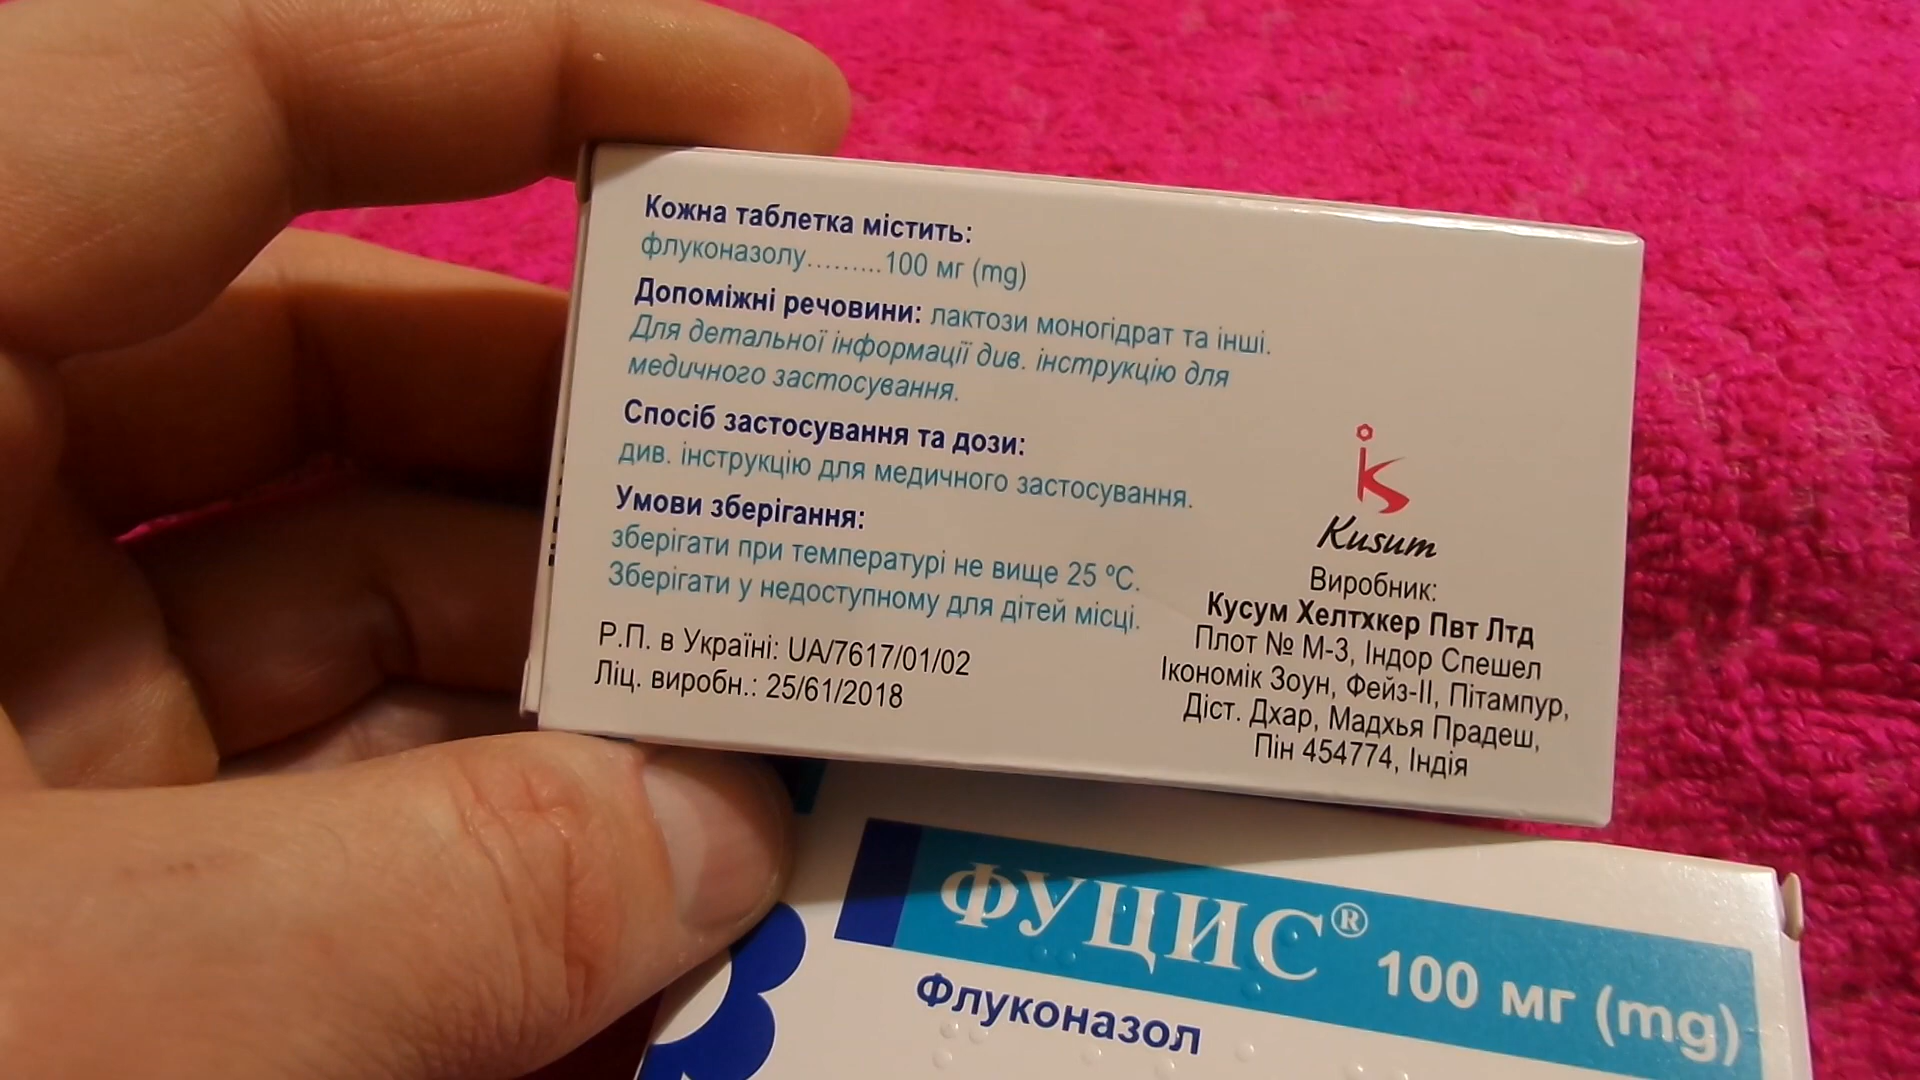 Кожна таблетка містить:
флуконазолу.........100 мг (mg)
Допоміжні речовини: лактози моногідрат та інші.
Для детальної інформації див. інструкцію для
медичного застосування.
Спосіб застосування та дози:
див. інструкцію для медичного застосування.
Умови зберігання:
зберігати при температурі не вище 25 ºС.
Зберігати у недоступному для дітей місці.
Р.П. в Україні: UA/7617/01/02
Ліц. виробн.: 25/61/2018
Kusum
Виробник:
Кусум Хелтхкер Пвт Лтд
Плот № М-3, Індор Спешел
Ікономік Зоун, Фейз-ІІ, Пітампур,
Діст. Дхар, Мадхья Прадеш,
Пін 454774, Індія
ФУЦИС® 100 мг (mg)
Флуконазол